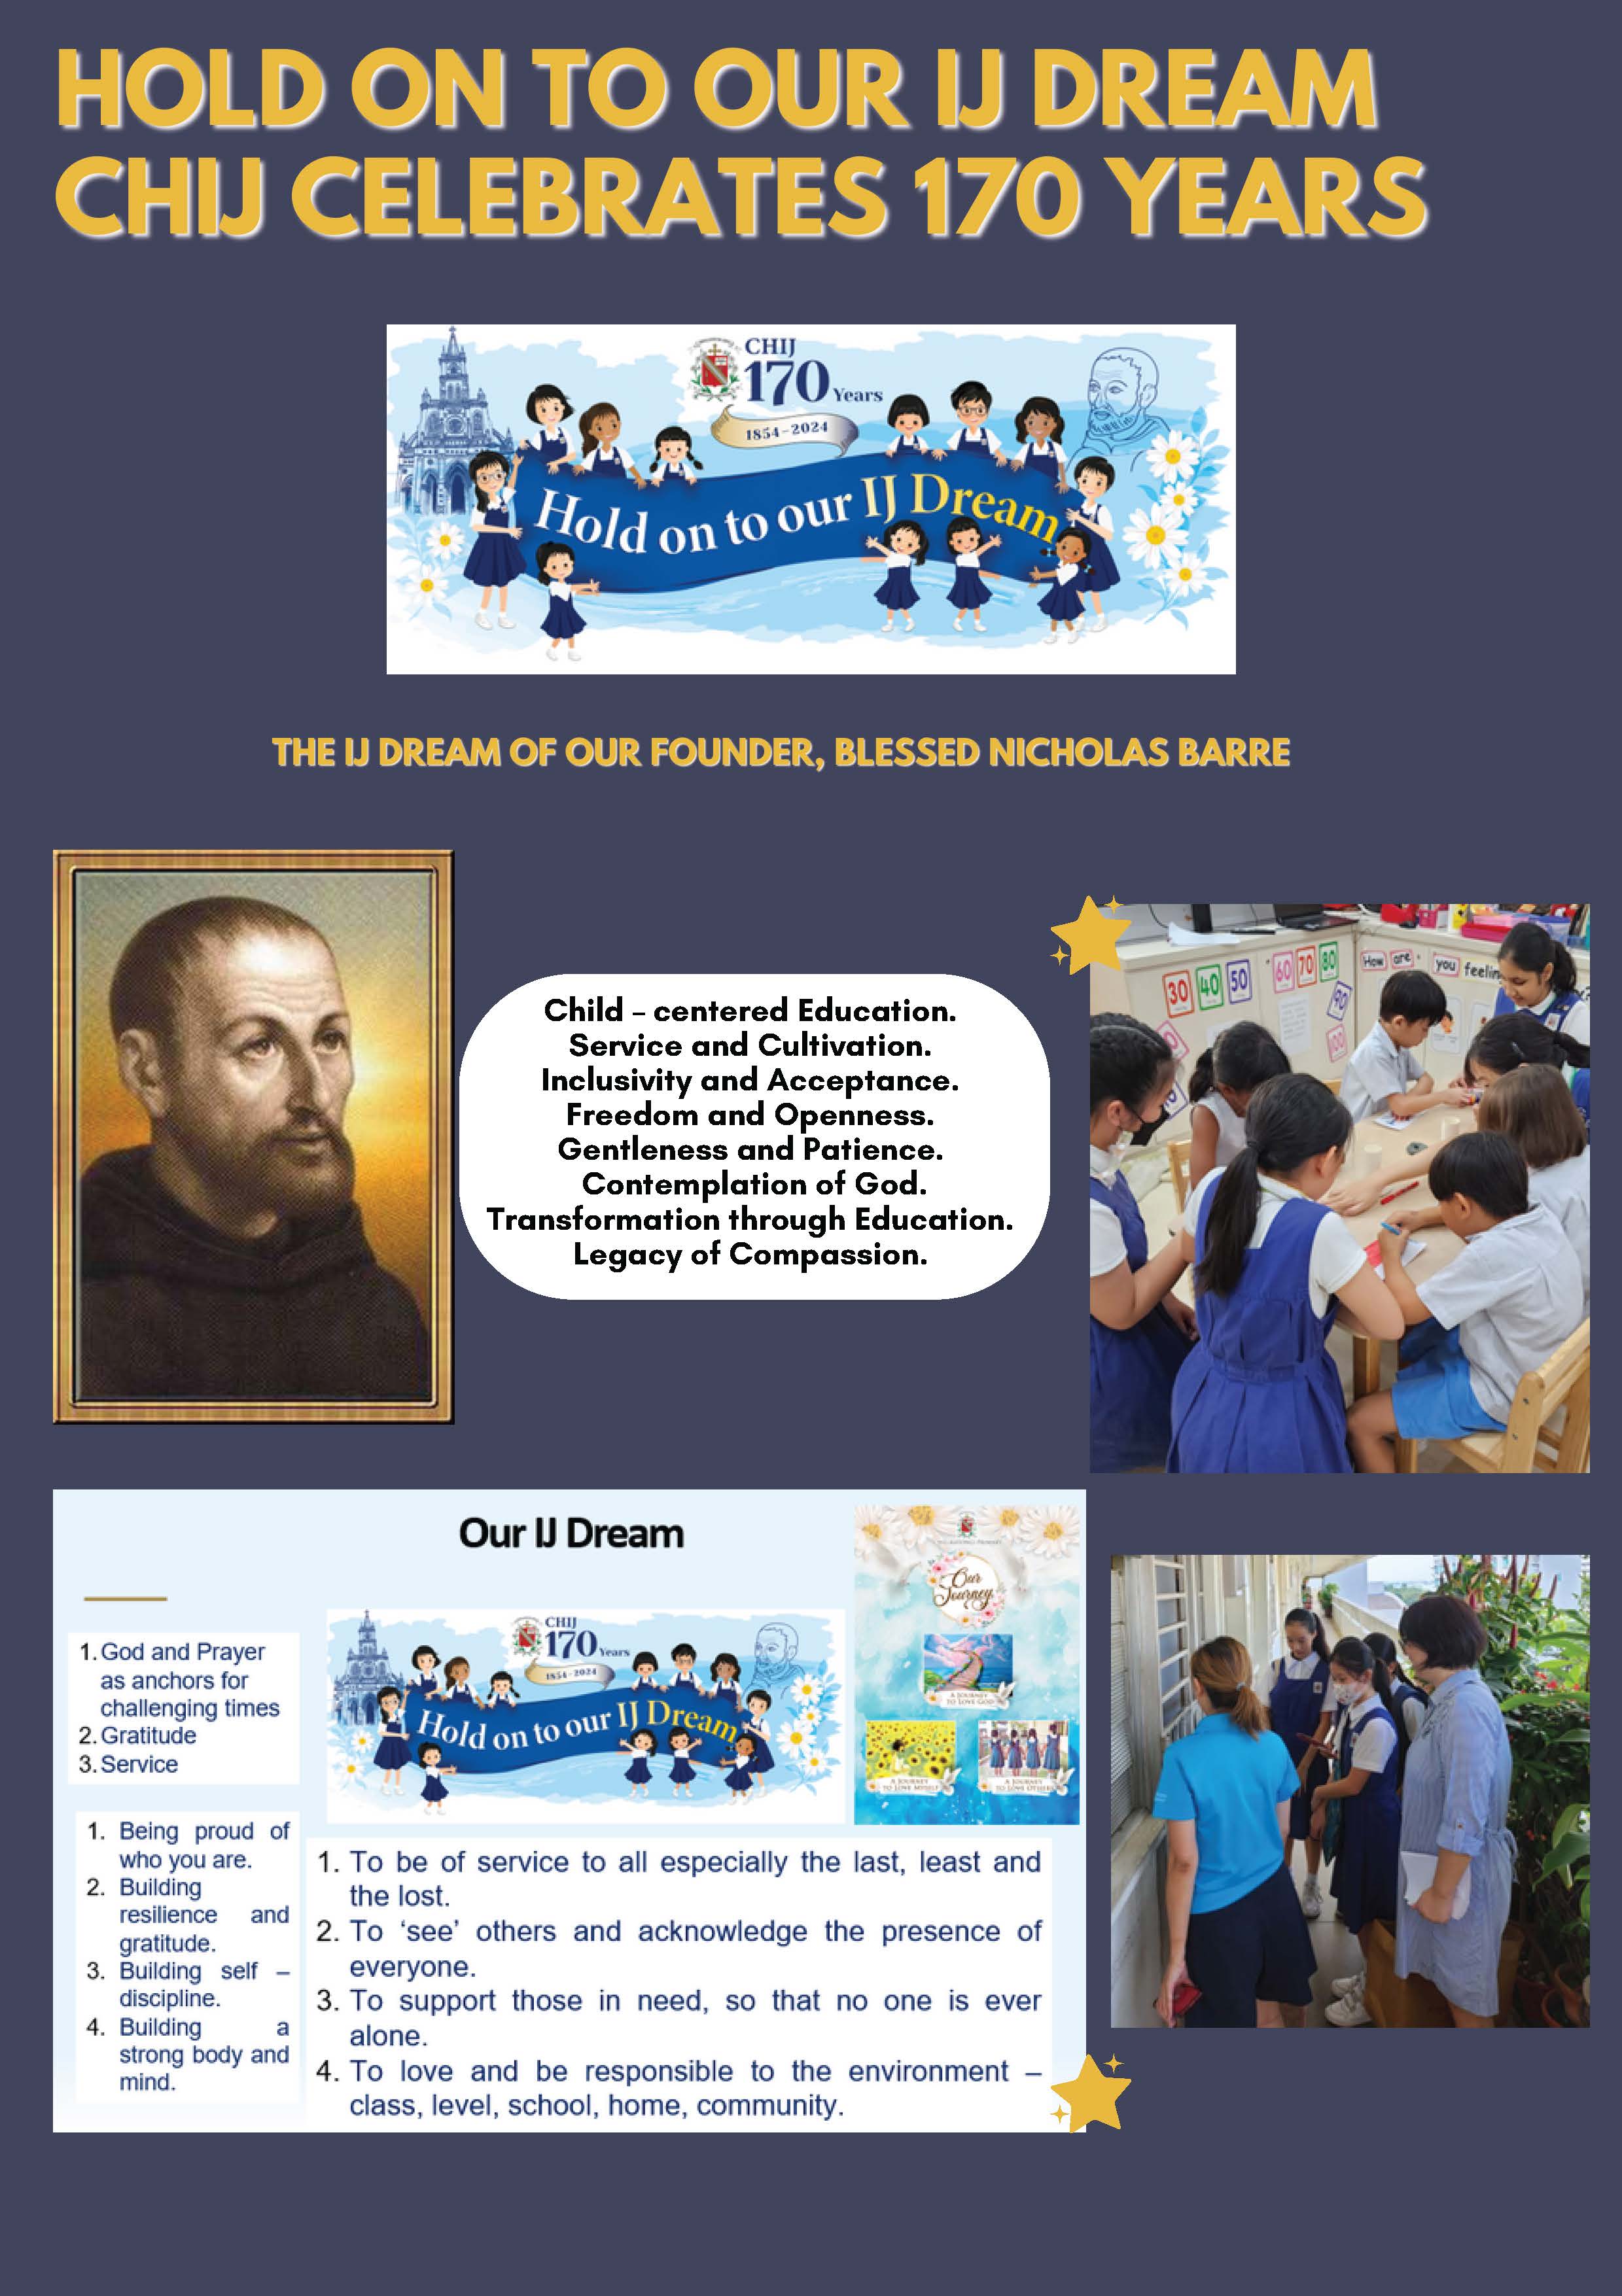 HOLD ON TO OUR IJ DREAM
CHIJ CELEBRATES 170 YEARS
CHIJ
170 Years
1854-2024
Hold on to our IJ Dream
THE IJ DREAM OF OUR FOUNDER, BLESSED NICHOLAS BARRE
Child – centered Education.
Service and Cultivation.
Inclusivity and Acceptance.
Freedom and Openness.
Gentleness and Patience.
Contemplation of God.
Transformation through Education.
Legacy of Compassion.
30 40 50 60 70 80
90
100
How are you feelin
Our IJ Dream
1. God and Prayer
as anchors for
challenging times
2. Gratitude
3. Service
CHIJ
170 Years
1854-2024
Hold on to our IJ Dream
Our
Journey
A JOURNEY
TO LOVE GOD
A JOURNEY
TO LOVE MYSELF
A JOURNEY
TO LOVE OTHERS
1. Being proud of
who you are.
2. Building
resilience and
gratitude.
3. Building self –
discipline.
4. Building a
strong body and
mind.
1. To be of service to all especially the last, least and
the lost.
2. To ‘see’ others and acknowledge the presence of
everyone.
3. To support those in need, so that no one is ever
alone.
4. To love and be responsible to the environment –
class, level, school, home, community.